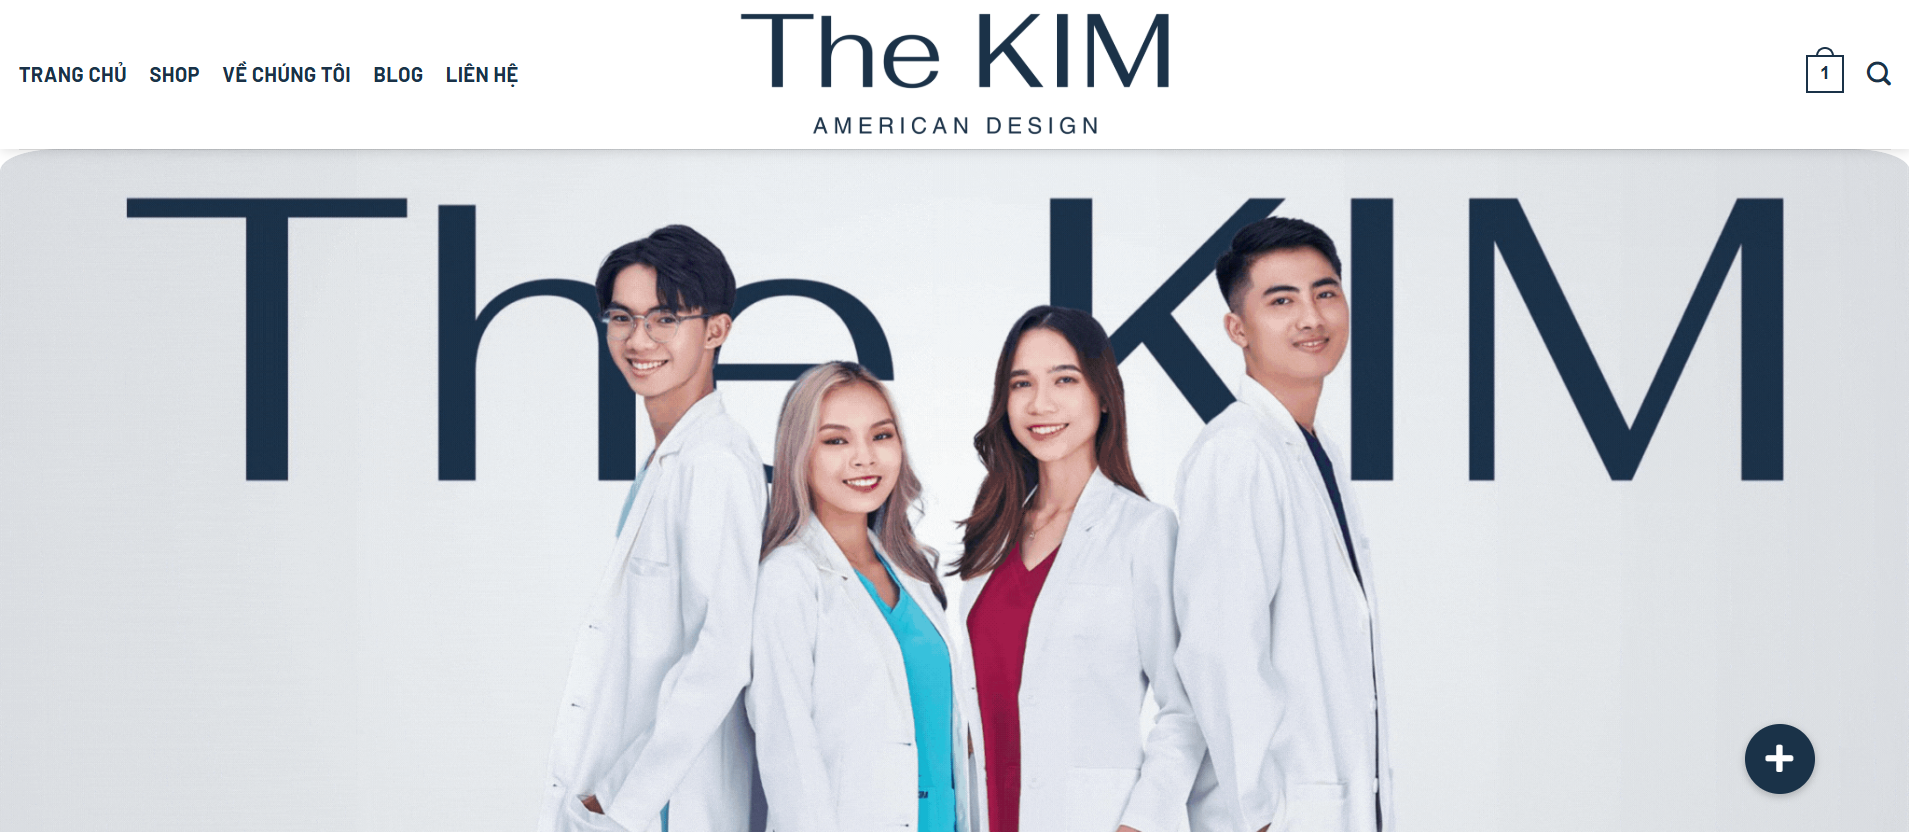 TRANG CHỦ SHOP VỀ CHÚNG TÔI BLOG LIÊN HỆ
The KIM
AMERICAN DESIGN
1
The KIM